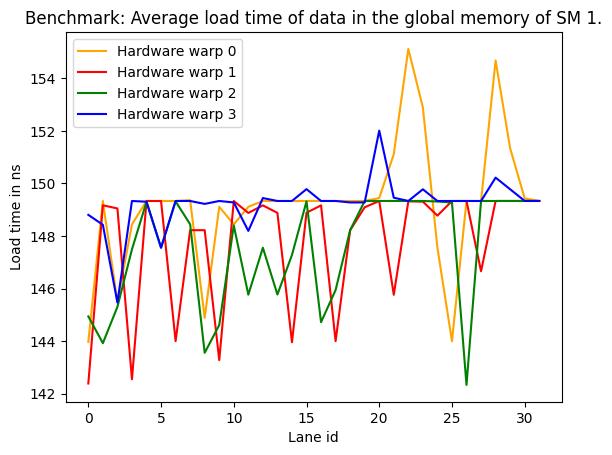 Benchmark: Average load time of data in the global memory of SM 1.
Hardware warp 0
Hardware warp 1
Hardware warp 2
Hardware warp 3
Load time in ns
154
152
150
148
146
144
142
0 5 10 15 20 25 30
Lane id